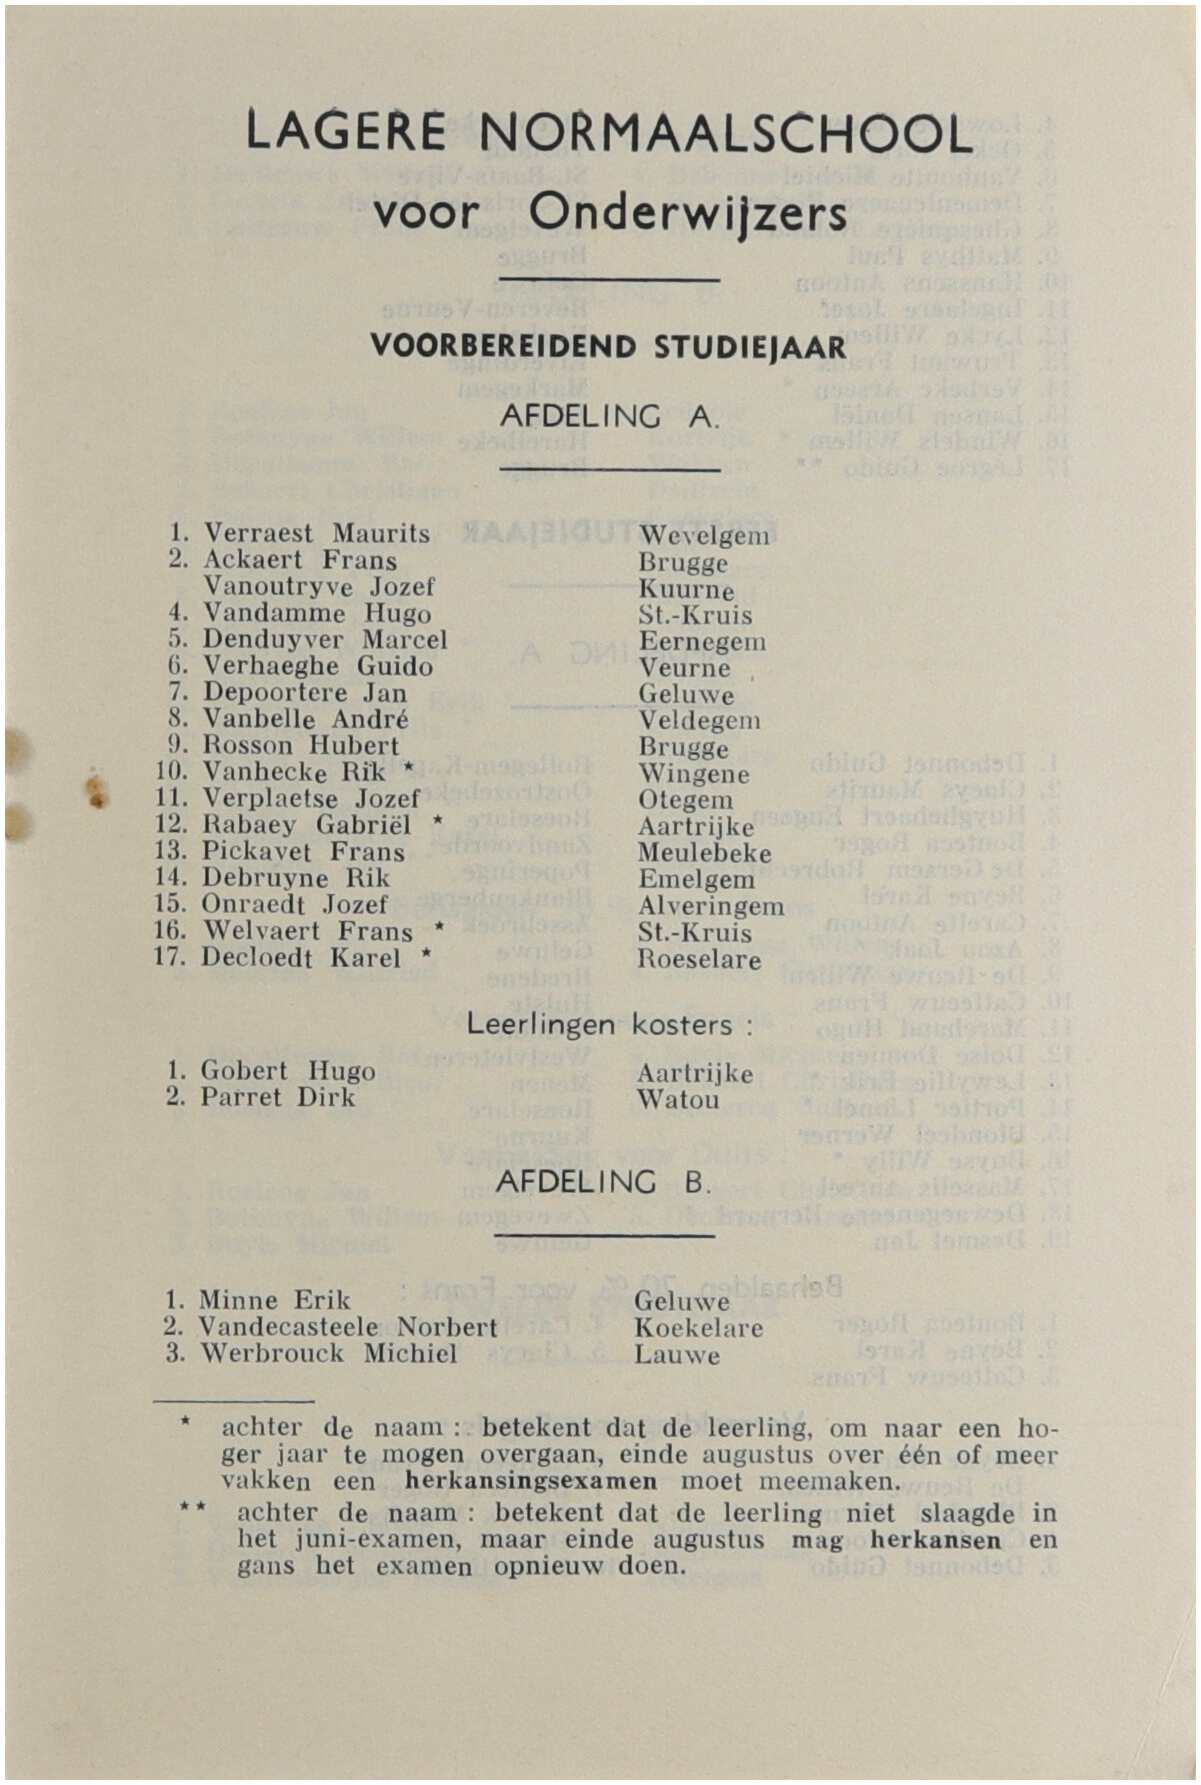 LAGERE NORMAALSCHOOL
voor Onderwijzers
VOORBEREIDEND STUDIEJAAR
AFDELING A.
1. Verraest Maurits Wevelgem
2. Ackaert Frans Brugge
Vanoutryve Jozef Kuurne
4. Vandamme Hugo St.-Kruis
5. Denduyver Marcel Eernegem
6. Verhaeghe Guido Veurne
7. Depoortere Jan Geluwe
8. Vanbelle André Veldegem
9. Rosson Hubert Brugge
10. Vanhecke Rik * Wingene
11. Verplaetse Jozef Otegem
12. Rabaey Gabriël * Aartrijke
13. Pickavet Frans Meulebeke
14. Debruyne Rik Emelgem
15. Onraedt Jozef Alveringem
16. Welvaert Frans * St.-Kruis
17. Decloedt Karel * Roeselare
Leerlingen kosters :
1. Gobert Hugo Aartrijke
2. Parret Dirk Watou
AFDELING B.
1. Minne Erik Geluwe
2. Vandecasteele Norbert Koekelare
3. Werbrouck Michiel Lauwe
* achter de naam : betekent dat de leerling, om naar een ho-
ger jaar te mogen overgaan, einde augustus over één of meer
vakken een herkansingsexamen moet meemaken.
** achter de naam : betekent dat de leerling niet slaagde in
het juni-examen, maar einde augustus mag herkansen en
gans het examen opnieuw doen.